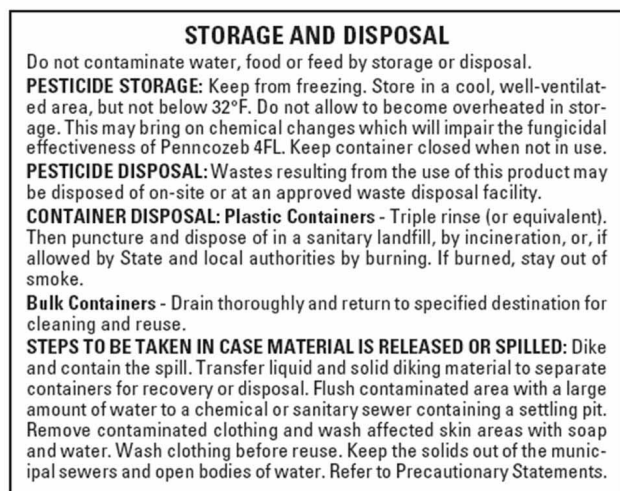 STORAGE AND DISPOSAL
Do not contaminate water, food or feed by storage or disposal.
PESTICIDE STORAGE: Keep from freezing. Store in a cool, well-ventilat-
ed area, but not below 32°F. Do not allow to become overheated in stor-
age. This may bring on chemical changes which will impair the fungicidal
effectiveness of Penncozeb 4FL. Keep container closed when not in use.
PESTICIDE DISPOSAL: Wastes resulting from the use of this product may
be disposed of on-site or at an approved waste disposal facility.
CONTAINER DISPOSAL: Plastic Containers - Triple rinse (or equivalent).
Then puncture and dispose of in a sanitary landfill, by incineration, or, if
allowed by State and local authorities by burning. If burned, stay out of
smoke.
Bulk Containers - Drain thoroughly and return to specified destination for
cleaning and reuse.
STEPS TO BE TAKEN IN CASE MATERIAL IS RELEASED OR SPILLED: Dike
and contain the spill. Transfer liquid and solid diking material to separate
containers for recovery or disposal. Flush contaminated area with a large
amount of water to a chemical or sanitary sewer containing a settling pit.
Remove contaminated clothing and wash affected skin areas with soap
and water. Wash clothing before reuse. Keep the solids out of the munic-
ipal sewers and open bodies of water. Refer to Precautionary Statements.